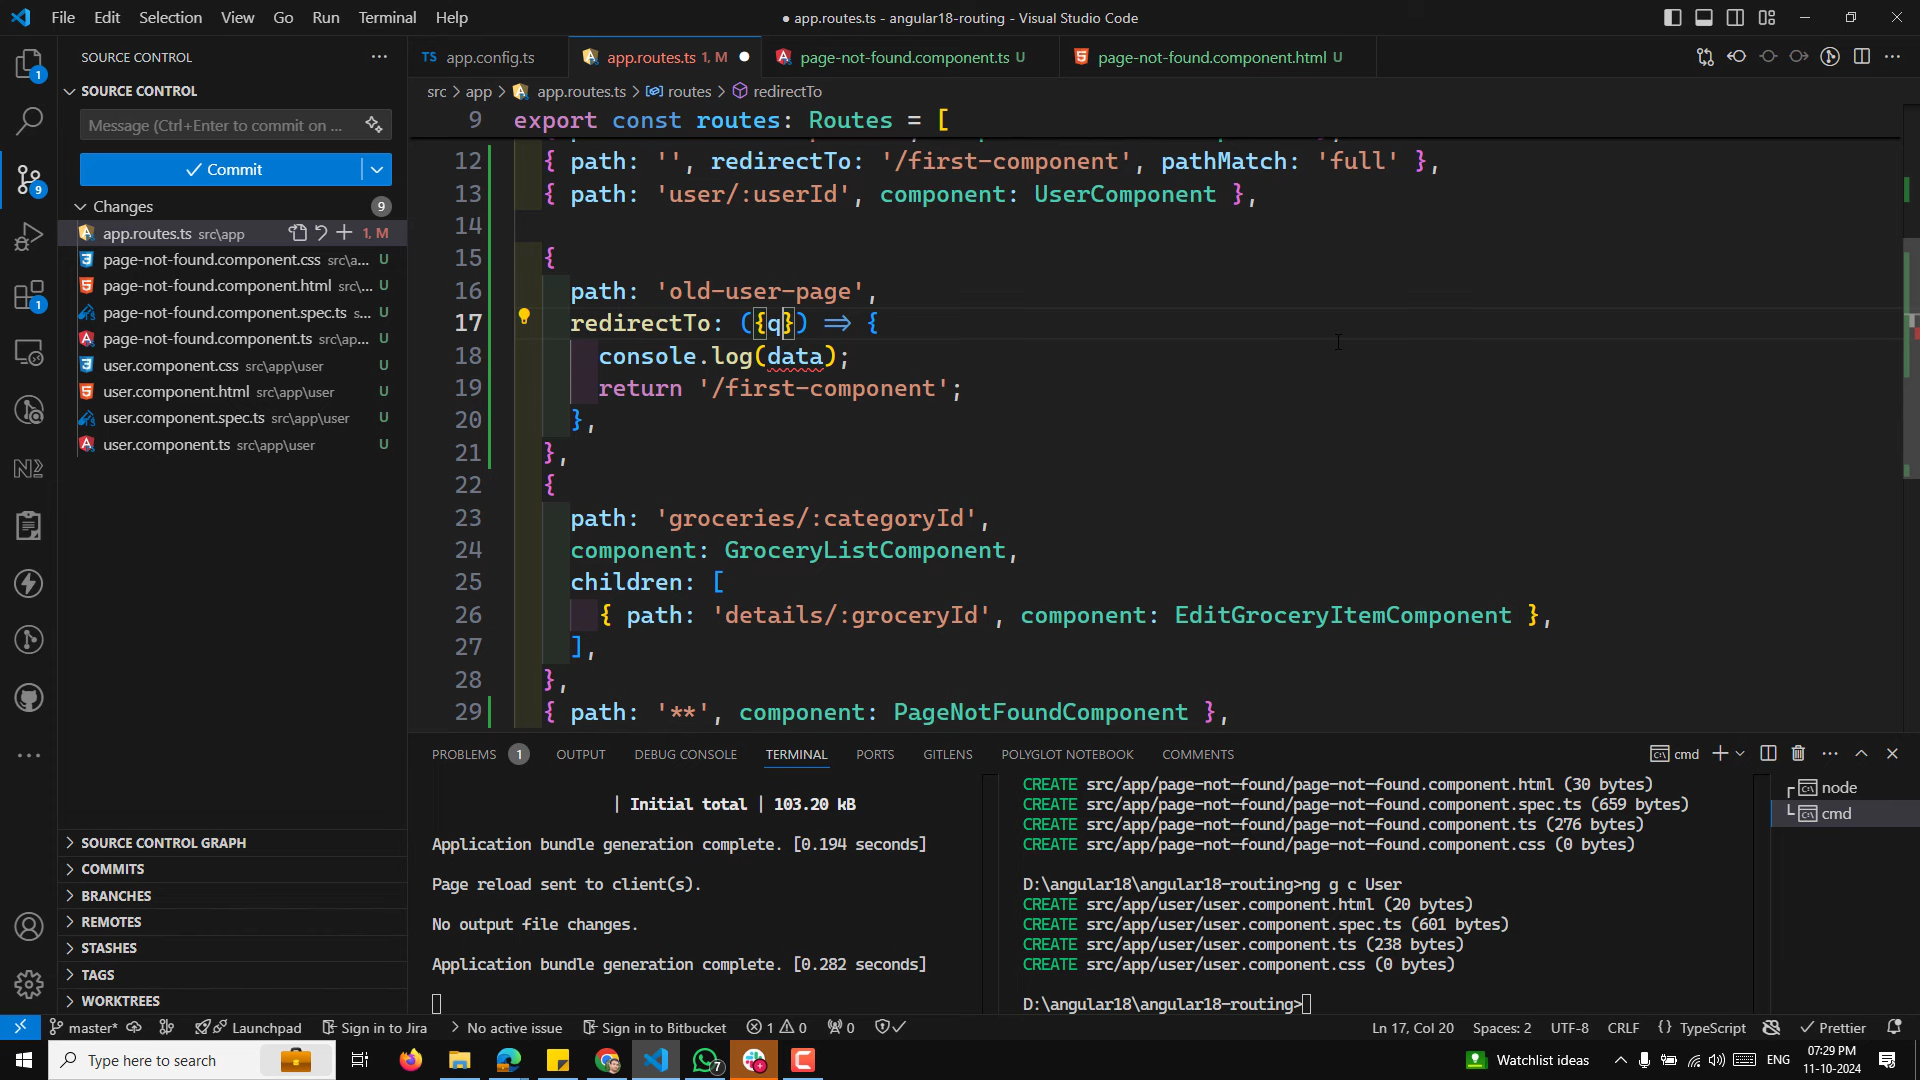 File Edit Selection View Go Run Terminal Help
● app.routes.ts - angular18-routing - Visual Studio Code
SOURCE CONTROL
SOURCE CONTROL
Message (Ctrl+Enter to commit on ...
Commit
Changes 9
app.routes.ts src\app 1, M
page-not-found.component.css src\a... U
page-not-found.component.html src\... U
page-not-found.component.spec.ts s... U
page-not-found.component.ts src\ap... U
user.component.css src\app\user U
user.component.html src\app\user U
user.component.spec.ts src\app\user U
user.component.ts src\app\user U
SOURCE CONTROL GRAPH
COMMITS
BRANCHES
REMOTES
STASHES
TAGS
WORKTREES
1
9
1
TS app.config.ts
app.routes.ts 1, M ●
page-not-found.component.ts U
page-not-found.component.html U
src > app > app.routes.ts > routes > redirectTo
9 export const routes: Routes = [
12 { path: '', redirectTo: '/first-component', pathMatch: 'full' },
13 { path: 'user/:userId', component: UserComponent },
14
15 {
16 path: 'old-user-page',
17 redirectTo: ({q}) => {
18 console.log(data);
19 return '/first-component';
20 },
21 },
22 {
23 path: 'groceries/:categoryId',
24 component: GroceryListComponent,
25 children: [
26 { path: 'details/:groceryId', component: EditGroceryItemComponent },
27 ],
28 },
29 { path: '**', component: PageNotFoundComponent },
PROBLEMS 1 OUTPUT DEBUG CONSOLE TERMINAL PORTS GITLENS POLYGLOT NOTEBOOK COMMENTS
cmd
| Initial total | 103.20 kB
Application bundle generation complete. [0.194 seconds]
Page reload sent to client(s).
No output file changes.
Application bundle generation complete. [0.282 seconds]
CREATE src/app/page-not-found/page-not-found.component.html (30 bytes)
CREATE src/app/page-not-found/page-not-found.component.spec.ts (659 bytes)
CREATE src/app/page-not-found/page-not-found.component.ts (276 bytes)
CREATE src/app/page-not-found/page-not-found.component.css (0 bytes)
D:\angular18\angular18-routing>ng g c User
CREATE src/app/user/user.component.html (20 bytes)
CREATE src/app/user/user.component.spec.ts (601 bytes)
CREATE src/app/user/user.component.ts (238 bytes)
CREATE src/app/user/user.component.css (0 bytes)
D:\angular18\angular18-routing>
node
cmd
master* Launchpad Sign in to Jira No active issue Sign in to Bitbucket 1 0 0 Ln 17, Col 20 Spaces: 2 UTF-8 CRLF {} TypeScript Prettier
Type here to search
7
Watchlist ideas
ENG
07:29 PM
11-10-2024